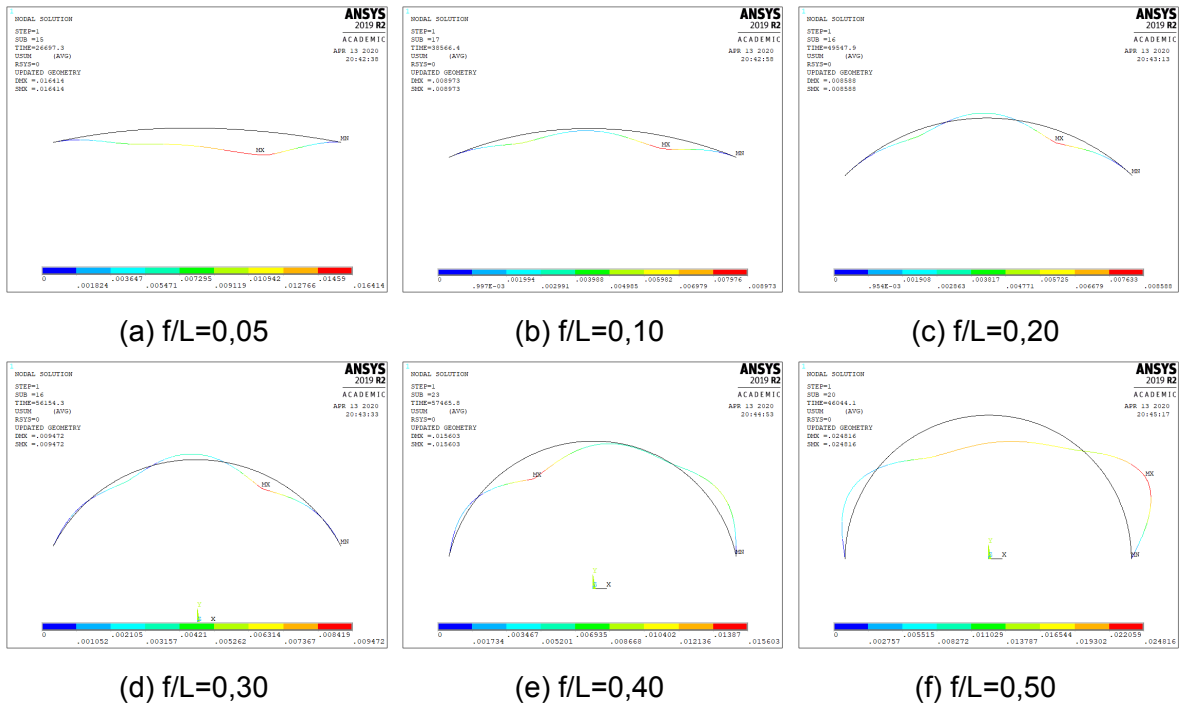 1
NODAL SOLUTION
STEP=1
SUB =15
TIME=26697.3
USUM (AVG)
RSYS=0
UPDATED GEOMETRY
DMX =.016414
SMX =.016414
ANSYS
2019 R2
ACADEMIC
APR 13 2020
20:42:38
MX
MN
0 .003647 .007295 .010942 .01459
.001824 .005471 .009119 .012766 .016414
(a) f/L=0,05
1
NODAL SOLUTION
STEP=1
SUB =17
TIME=38566.4
USUM (AVG)
RSYS=0
UPDATED GEOMETRY
DMX =.008973
SMX =.008973
ANSYS
2019 R2
ACADEMIC
APR 13 2020
20:42:58
MX
MN
0 .001994 .003988 .005982 .007976
.997E-03 .002991 .004985 .006979 .008973
(b) f/L=0,10
1
NODAL SOLUTION
STEP=1
SUB =16
TIME=49547.9
USUM (AVG)
RSYS=0
UPDATED GEOMETRY
DMX =.008588
SMX =.008588
ANSYS
2019 R2
ACADEMIC
APR 13 2020
20:43:13
MX
MN
0 .001908 .003817 .005725 .007633
.954E-03 .002863 .004771 .006679 .008588
(c) f/L=0,20
1
NODAL SOLUTION
STEP=1
SUB =16
TIME=56154.3
USUM (AVG)
RSYS=0
UPDATED GEOMETRY
DMX =.009472
SMX =.009472
ANSYS
2019 R2
ACADEMIC
APR 13 2020
20:43:33
MX
MN
Y
X
0 .002105 .00421 .006314 .008419
.001052 .003157 .005262 .007367 .009472
(d) f/L=0,30
1
NODAL SOLUTION
STEP=1
SUB =23
TIME=57465.8
USUM (AVG)
RSYS=0
UPDATED GEOMETRY
DMX =.015603
SMX =.015603
ANSYS
2019 R2
ACADEMIC
APR 13 2020
20:44:53
MX
MN
Y
X
0 .003467 .006935 .010402 .01387
.001734 .005201 .008668 .012136 .015603
(e) f/L=0,40
1
NODAL SOLUTION
STEP=1
SUB =20
TIME=46044.1
USUM (AVG)
RSYS=0
UPDATED GEOMETRY
DMX =.024816
SMX =.024816
ANSYS
2019 R2
ACADEMIC
APR 13 2020
20:45:17
MX
MN
Y
X
0 .005515 .011029 .016544 .022059
.002757 .008272 .013787 .019302 .024816
(f) f/L=0,50